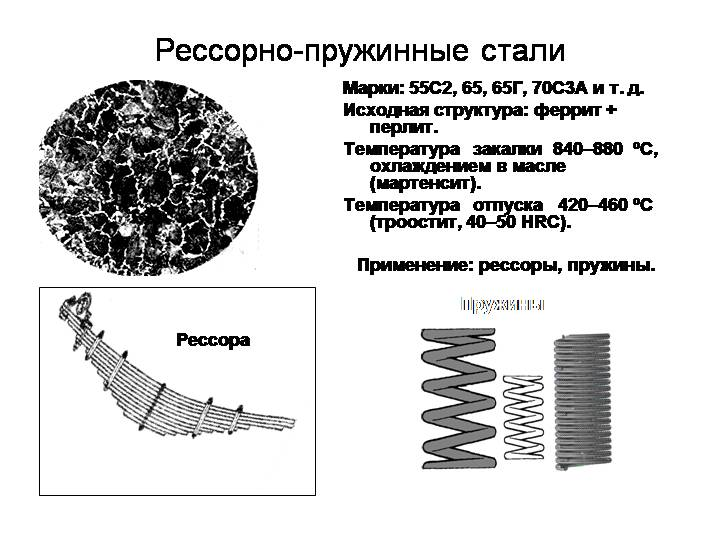 Рессорно-пружинные стали
Марки: 55С2, 65, 65Г, 70С3А и т. д.
Исходная структура: феррит +
перлит.
Температура закалки 840–880 ºС,
охлаждением в масле
(мартенсит).
Температура отпуска 420–460 ºС
(троостит, 40–50 HRC).
Применение: рессоры, пружины.
Пружины
Рессора